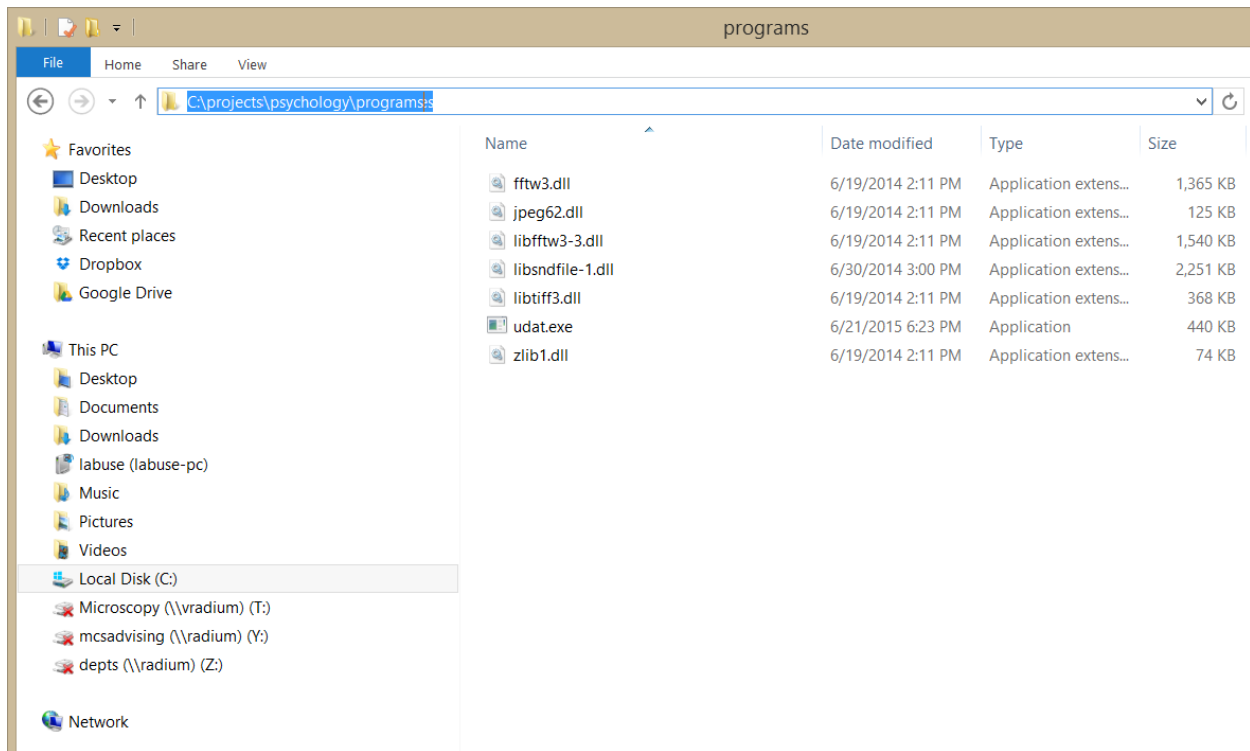 programs
File Home Share View
C:\projects\psychology\programs
Name Date modified Type Size
Favorites
Desktop
Downloads
Recent places
Dropbox
Google Drive
This PC
Desktop
Documents
Downloads
labuse (labuse-pc)
Music
Pictures
Videos
Local Disk (C:)
Microscopy (\\vradium) (T:)
mcsadvising (\\radium) (Y:)
depts (\\radium) (Z:)
Network
fftw3.dll 6/19/2014 2:11 PM Application extens... 1,365 KB
jpeg62.dll 6/19/2014 2:11 PM Application extens... 125 KB
libfftw3-3.dll 6/19/2014 2:11 PM Application extens... 1,540 KB
libsndfile-1.dll 6/30/2014 3:00 PM Application extens... 2,251 KB
libtiff3.dll 6/19/2014 2:11 PM Application extens... 368 KB
udat.exe 6/21/2015 6:23 PM Application 440 KB
zlib1.dll 6/19/2014 2:11 PM Application extens... 74 KB